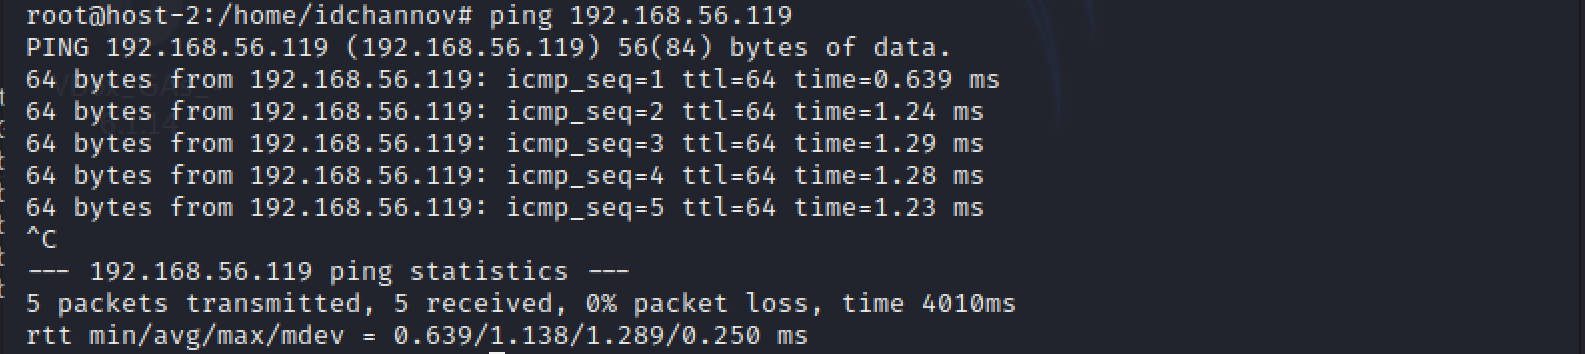 root@host-2:/home/idchannov# ping 192.168.56.119
PING 192.168.56.119 (192.168.56.119) 56(84) bytes of data.
64 bytes from 192.168.56.119: icmp_seq=1 ttl=64 time=0.639 ms
64 bytes from 192.168.56.119: icmp_seq=2 ttl=64 time=1.24 ms
64 bytes from 192.168.56.119: icmp_seq=3 ttl=64 time=1.29 ms
64 bytes from 192.168.56.119: icmp_seq=4 ttl=64 time=1.28 ms
64 bytes from 192.168.56.119: icmp_seq=5 ttl=64 time=1.23 ms
^C
--- 192.168.56.119 ping statistics ---
5 packets transmitted, 5 received, 0% packet loss, time 4010ms
rtt min/avg/max/mdev = 0.639/1.138/1.289/0.250 ms